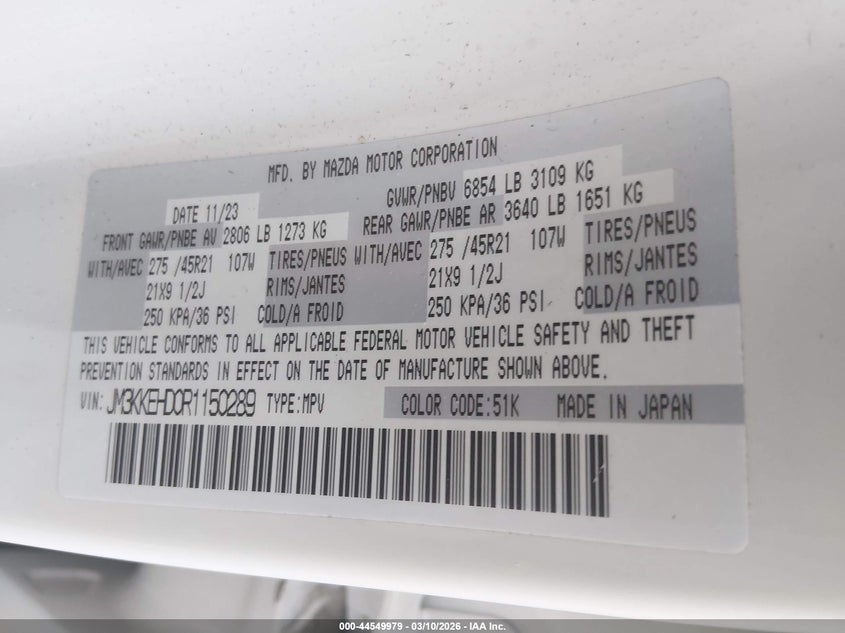 MFD. BY MAZDA MOTOR CORPORATION
DATE 11/23 GVWR/PNBV 6854 LB 3109 KG
FRONT GAWR/PNBE AV 2806 LB 1273 KG REAR GAWR/PNBE AR 3640 LB 1651 KG
WITH/AVEC 275 /45R21 107W TIRES/PNEUS WITH/AVEC 275 /45R21 107W TIRES/PNEUS
21X9 1/2J RIMS/JANTES 21X9 1/2J RIMS/JANTES
250 KPA/36 PSI COLD/A FROID 250 KPA/36 PSI COLD/A FROID
THIS VEHICLE CONFORMS TO ALL APPLICABLE FEDERAL MOTOR VEHICLE SAFETY AND THEFT
PREVENTION STANDARDS IN EFFECT ON THE DATE OF MANUFACTURE SHOWN ABOVE.
VIN: JM3KKEHD0R1150289 TYPE:MPV COLOR CODE:51K MADE IN JAPAN
000-44549979 - 03/10/2026 - IAA Inc.